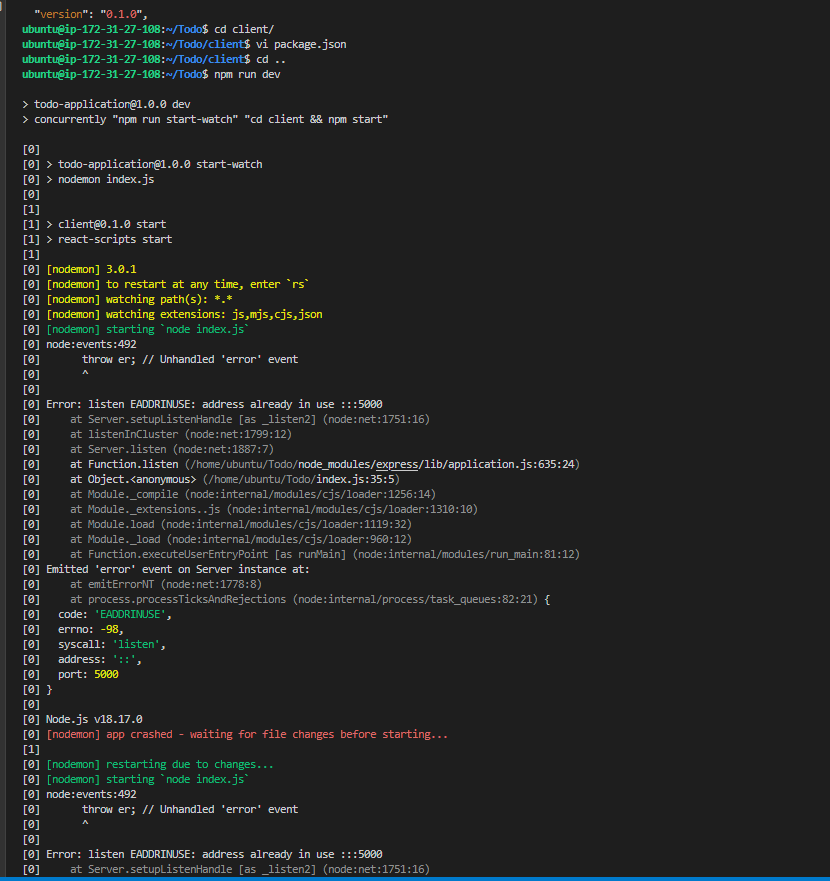 "version": "0.1.0",
ubuntu@ip-172-31-27-108:~/Todo$ cd client/
ubuntu@ip-172-31-27-108:~/Todo/client$ vi package.json
ubuntu@ip-172-31-27-108:~/Todo/client$ cd ..
ubuntu@ip-172-31-27-108:~/Todo$ npm run dev
> todo-application@1.0.0 dev
> concurrently "npm run start-watch" "cd client && npm start"
[0]
[0] > todo-application@1.0.0 start-watch
[0] > nodemon index.js
[0]
[1]
[1] > client@0.1.0 start
[1] > react-scripts start
[1]
[0] [nodemon] 3.0.1
[0] [nodemon] to restart at any time, enter `rs`
[0] [nodemon] watching path(s): *.*
[0] [nodemon] watching extensions: js,mjs,cjs,json
[0] [nodemon] starting `node index.js`
[0] node:events:492
[0]       throw er; // Unhandled 'error' event
[0]       ^
[0]
[0] Error: listen EADDRINUSE: address already in use :::5000
[0]     at Server.setupListenHandle [as _listen2] (node:net:1751:16)
[0]     at listenInCluster (node:net:1799:12)
[0]     at Server.listen (node:net:1887:7)
[0]     at Function.listen (/home/ubuntu/Todo/node_modules/express/lib/application.js:635:24)
[0]     at Object.<anonymous> (/home/ubuntu/Todo/index.js:35:5)
[0]     at Module._compile (node:internal/modules/cjs/loader:1256:14)
[0]     at Module._extensions..js (node:internal/modules/cjs/loader:1310:10)
[0]     at Module.load (node:internal/modules/cjs/loader:1119:32)
[0]     at Module._load (node:internal/modules/cjs/loader:960:12)
[0]     at Function.executeUserEntryPoint [as runMain] (node:internal/modules/run_main:81:12)
[0] Emitted 'error' event on Server instance at:
[0]     at emitErrorNT (node:net:1778:8)
[0]     at process.processTicksAndRejections (node:internal/process/task_queues:82:21) {
[0]   code: 'EADDRINUSE',
[0]   errno: -98,
[0]   syscall: 'listen',
[0]   address: '::',
[0]   port: 5000
[0] }
[0]
[0] Node.js v18.17.0
[0] [nodemon] app crashed - waiting for file changes before starting...
[1]
[0] [nodemon] restarting due to changes...
[0] [nodemon] starting `node index.js`
[0] node:events:492
[0]       throw er; // Unhandled 'error' event
[0]       ^
[0]
[0] Error: listen EADDRINUSE: address already in use :::5000
[0]     at Server.setupListenHandle [as _listen2] (node:net:1751:16)